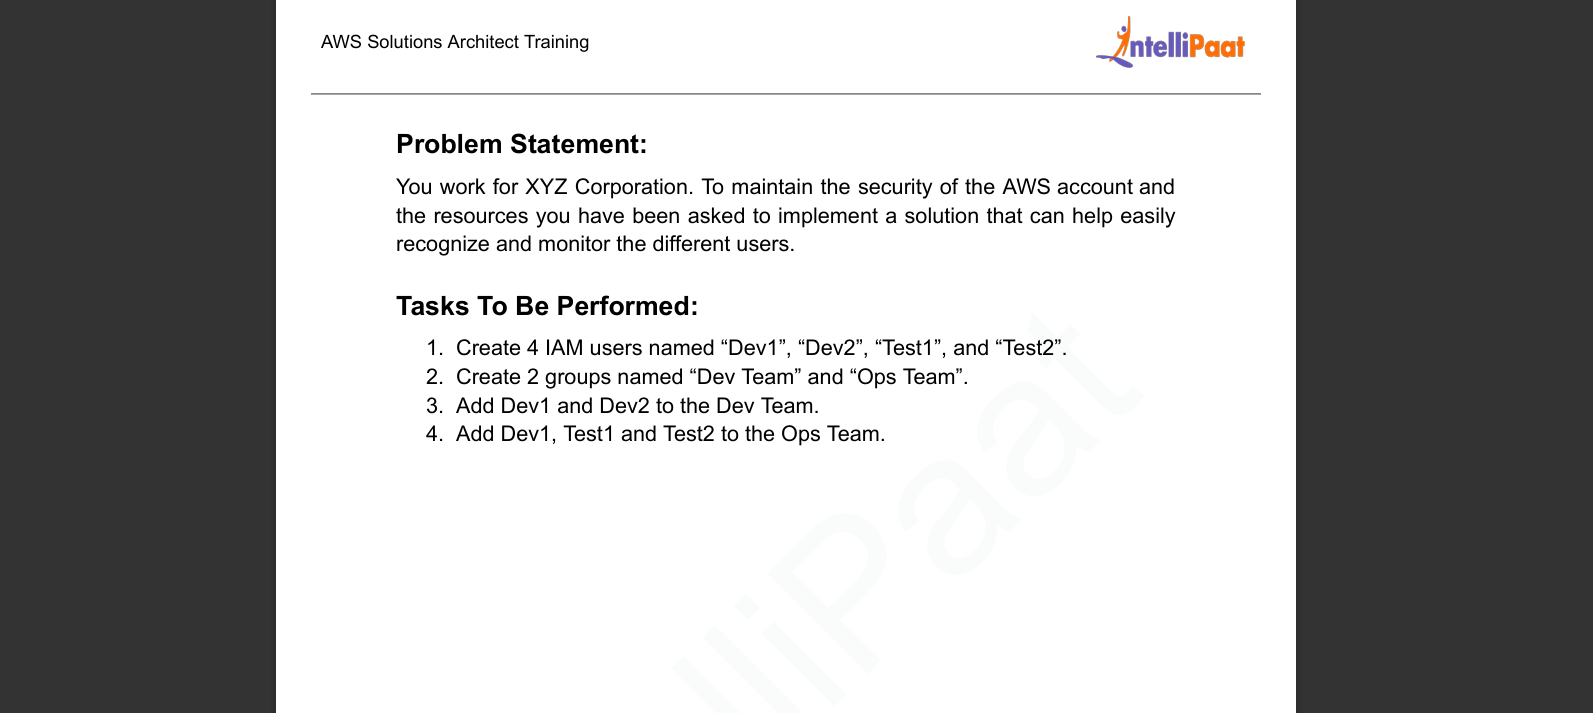 AWS Solutions Architect Training
IntelliPaat
Problem Statement:
You work for XYZ Corporation. To maintain the security of the AWS account and
the resources you have been asked to implement a solution that can help easily
recognize and monitor the different users.
Tasks To Be Performed:
1. Create 4 IAM users named “Dev1”, “Dev2”, “Test1”, and “Test2”.
2. Create 2 groups named “Dev Team” and “Ops Team”.
3. Add Dev1 and Dev2 to the Dev Team.
4. Add Dev1, Test1 and Test2 to the Ops Team.
lliPaat